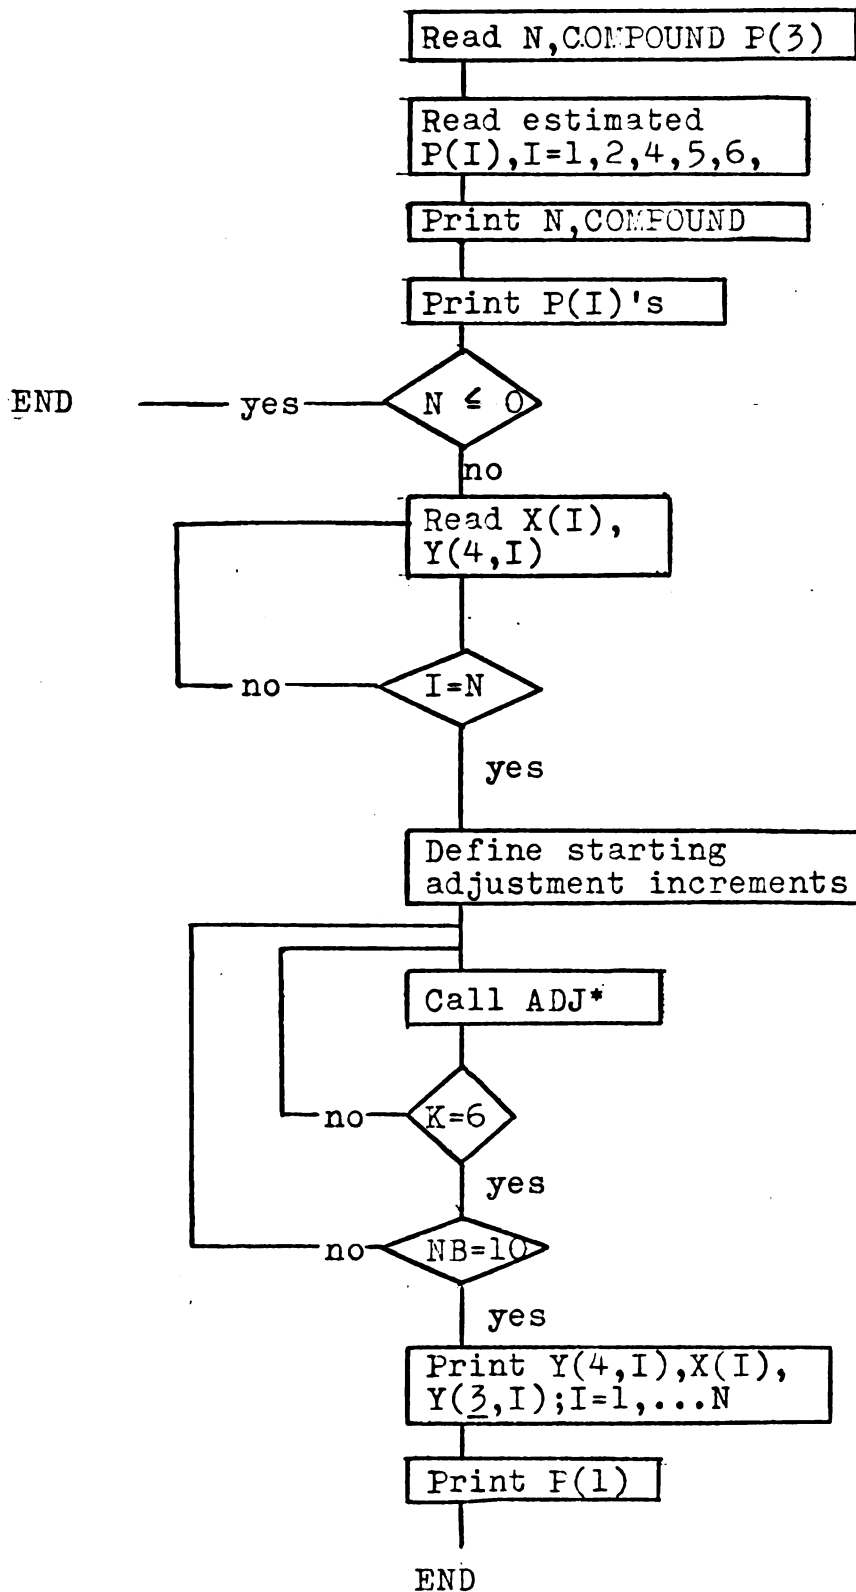 Read N,COMPOUND P(3)
Read estimated
P(I),I=1,2,4,5,6,
Print N,COMPOUND
Print P(I)'s
END
yes
N ≤ 0
no
Read X(I),
Y(4,I)
no
I=N
yes
Define starting
adjustment increments
Call ADJ*
no
K=6
yes
no
NB=10
yes
Print Y(4,I),X(I),
Y(3,I);I=1,...N
Print P(1)
END